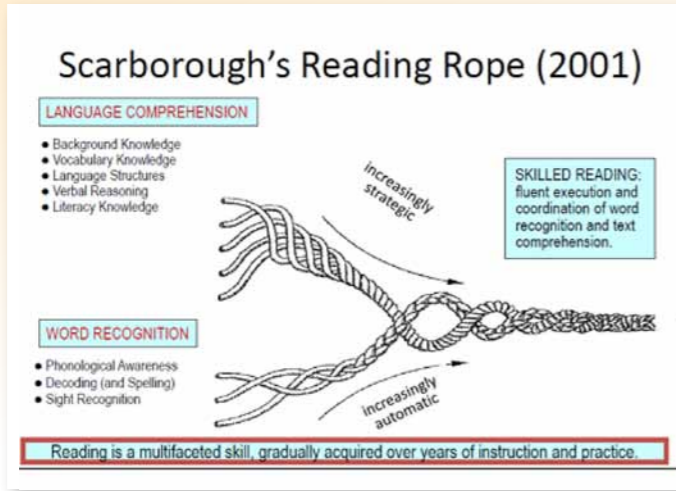 Scarborough's Reading Rope (2001)
LANGUAGE COMPREHENSION
● Background Knowledge
● Vocabulary Knowledge
● Language Structures
● Verbal Reasoning
● Literacy Knowledge
increasingly
strategic
SKILLED READING:
fluent execution and
coordination of word
recognition and text
comprehension.
WORD RECOGNITION
● Phonological Awareness
● Decoding (and Spelling)
● Sight Recognition
increasingly
automatic
Reading is a multifaceted skill, gradually acquired over years of instruction and practice.